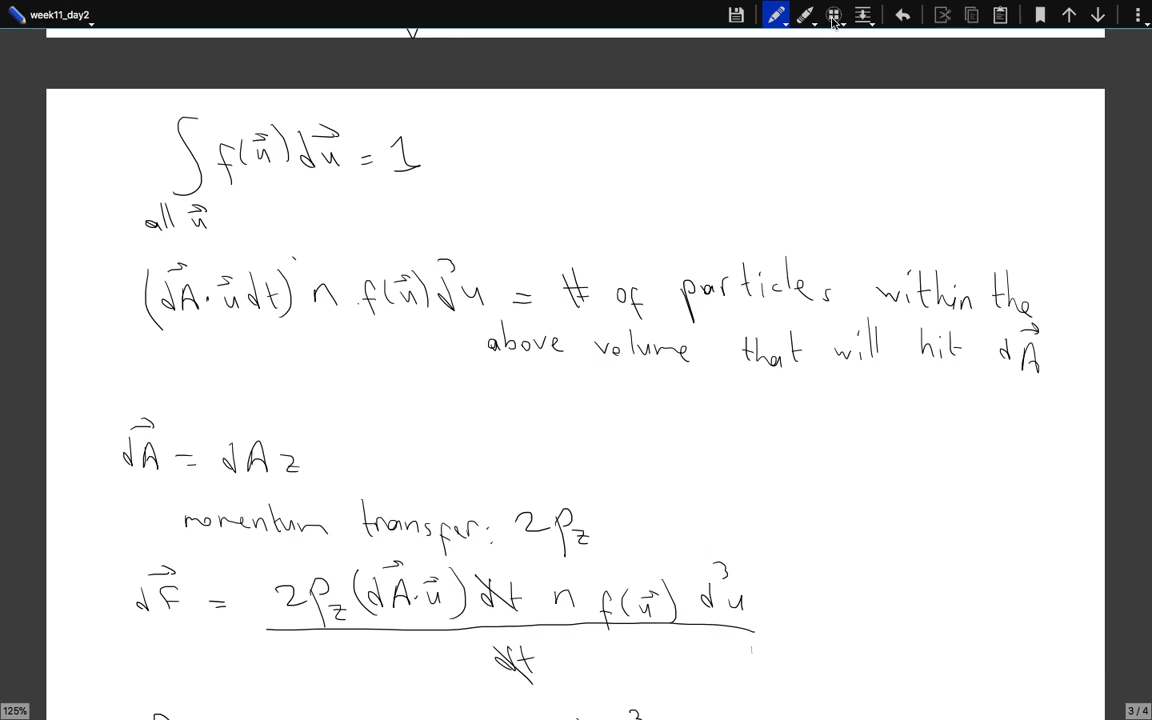 week11_day2
∫ f(u⃗) du⃗ = 1
all u⃗
(dA⃗ · u⃗ dt) n f(u⃗) d³u = # of particles within the
above volume that will hit dA⃗
dA⃗ = dA z
momentum transfer: 2p_z
dF⃗ = 2p_z (dA⃗ · u⃗) dt n f(u⃗) d³u
dt
3
125%
3 / 4